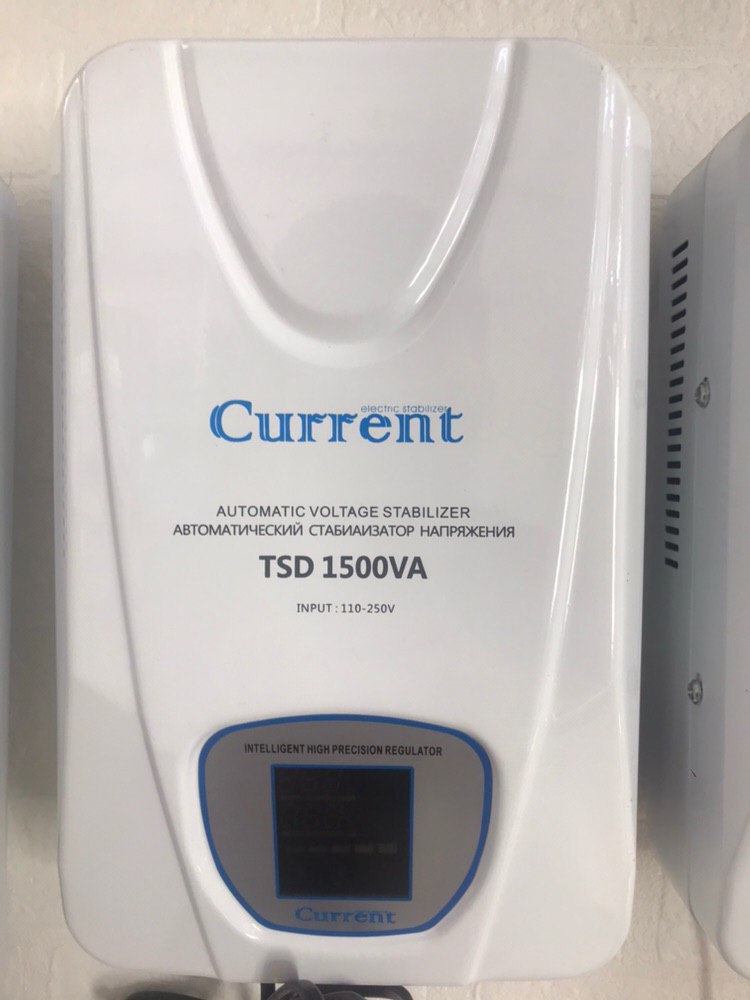 electric stabilizer
Current
AUTOMATIC VOLTAGE STABILIZER
АВТОМАТИЧЕСКИЙ СТАБИАИЗАТОР НАПРЯЖЕНИЯ
TSD 1500VA
INPUT : 110-250V
INTELLIGENT HIGH PRECISION REGULATOR
Current